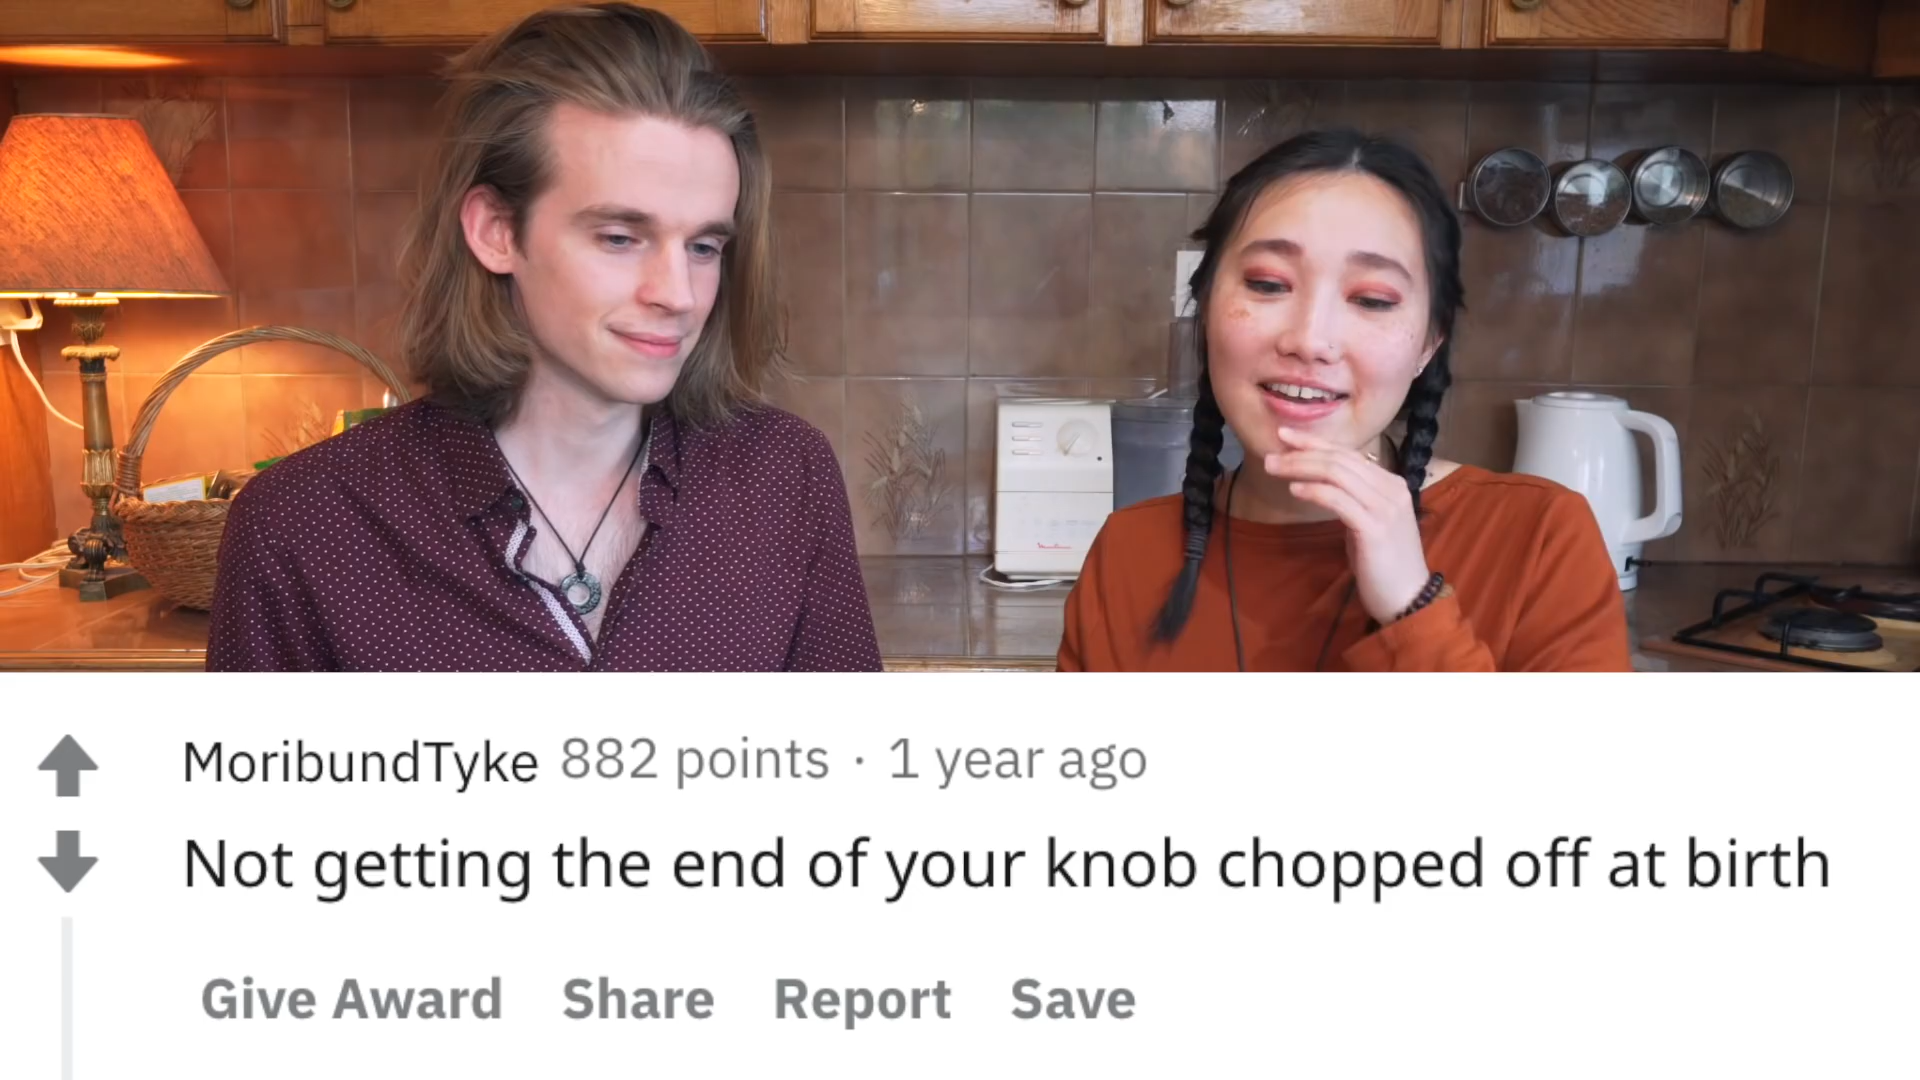 MoribundTyke 882 points · 1 year ago
Not getting the end of your knob chopped off at birth
Give Award Share Report Save